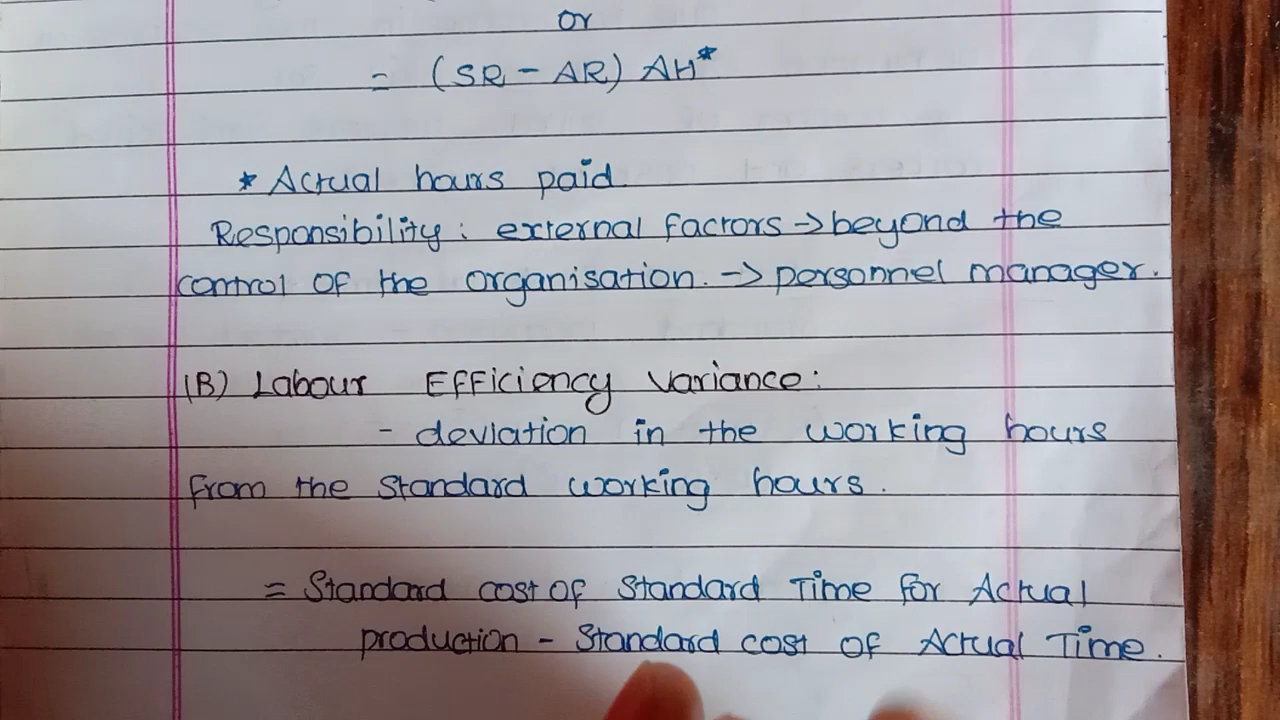 or
= (SR - AR) AH*
* Actual hours paid
Responsibility: external factors -> beyond the
control of the organisation. -> personnel manager.
(B) Labour Efficiency Variance:
- deviation in the working hours
from the standard working hours.
= Standard cost of Standard Time for Actual
production - Standard cost of Actual Time.